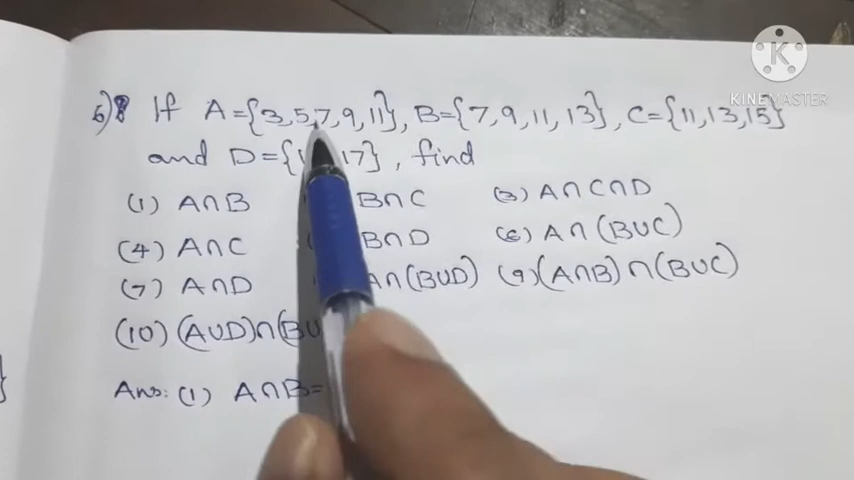 K
KINEMASTER
6) If A={3,5,7,9,11}, B={7,9,11,13}, C={11,13,15}
and D={1 17}, find
(1) A∩B B∩C (3) A∩C∩D
(4) A∩C B∩D (6) A∩(B∪C)
(7) A∩D A∩(B∪D) (9) (A∩B)∩(B∪C)
(10) (A∪D)∩(B∪
Ans: (1) A∩B=